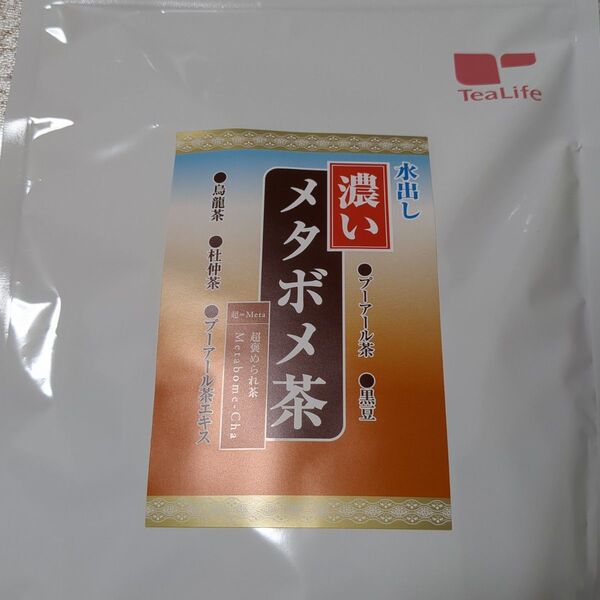 TeaLife
水出し
濃い
メタボメ茶
●プーアール茶
●黒豆
●烏龍茶
●杜仲茶
●プーアール茶エキス
超=Meta
超褒められ茶
Metabome-Cha